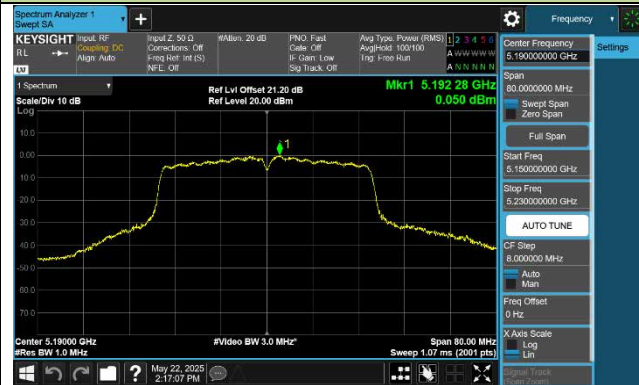 Spectrum Analyzer 1
Swept SA
+
Frequency
KEYSIGHT
RL
Input: RF
Coupling: DC
Align: Auto
Input Z: 50 Ω
Corrections: Off
Freq Ref: Int (S)
NFE: Off
#Atten: 20 dB
PNO: Fast
Gate: Off
IF Gain: Low
Sig Track: Off
Avg Type: Power (RMS)
Avg|Hold: 100/100
Trig: Free Run
1 2 3 4 5 6
A W W W W W
A N N N N N
1 Spectrum
Scale/Div 10 dB
Log
Ref Lvl Offset 21.20 dB
Ref Level 20.00 dBm
Mkr1 5.192 28 GHz
0.050 dBm
1
10.0
0.00
-10.0
-20.0
-30.0
-40.0
-50.0
-60.0
-70.0
Center 5.19000 GHz
#Res BW 1.0 MHz
#Video BW 3.0 MHz*
Span 80.00 MHz
Sweep 1.07 ms (2001 pts)
May 22, 2025
2:17:07 PM
?
Center Frequency
5.190000000 GHz
Settings
Span
80.0000000 MHz
Swept Span
Zero Span
Full Span
Start Freq
5.150000000 GHz
Stop Freq
5.230000000 GHz
AUTO TUNE
CF Step
8.000000 MHz
Auto
Man
Freq Offset
0 Hz
X Axis Scale
Log
Lin
Signal Track
(Span Zoom)